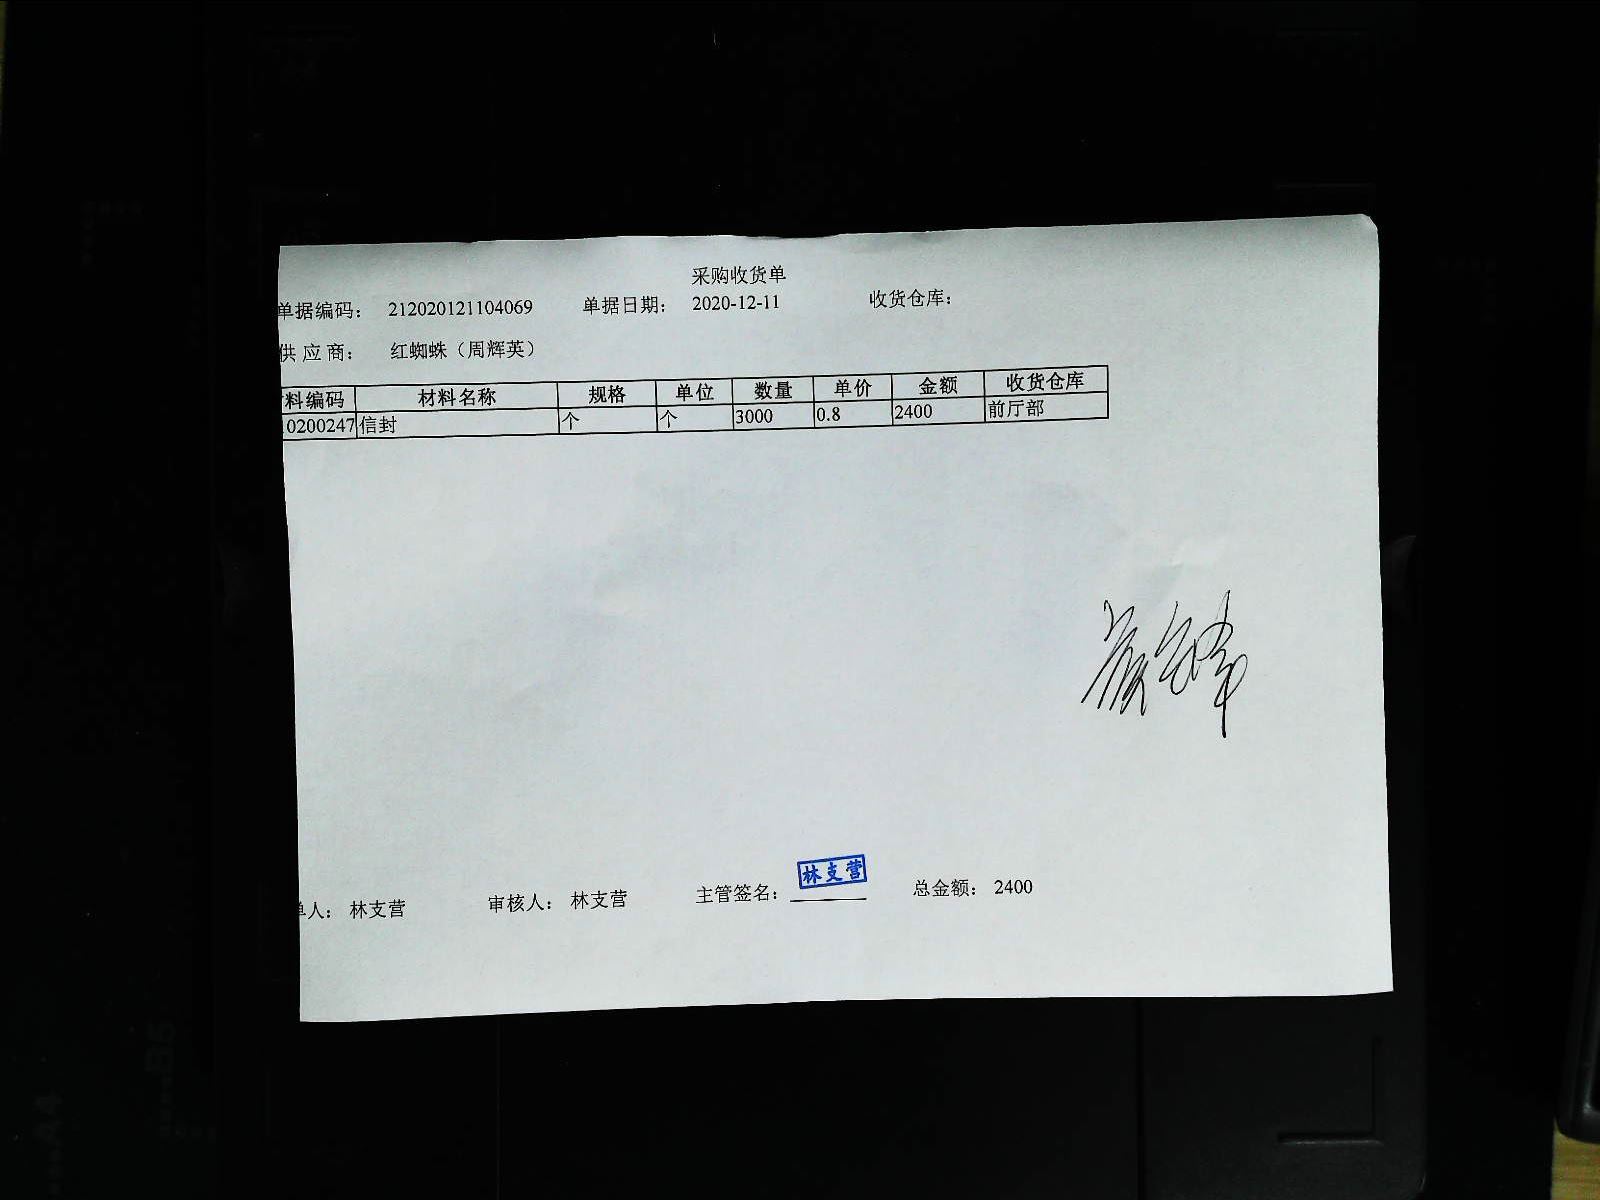 采购收货单
单据编码： 212020121104069 单据日期： 2020-12-11 收货仓库：
供应商： 红蜘蛛（周辉英）
料编码 材料名称 规格 单位 数量 单价 金额 收货仓库
10200247 信封 个 个 3000 0.8 2400 前厅部
单人： 林支营 审核人： 林支营 主管签名： 林支营 总金额： 2400